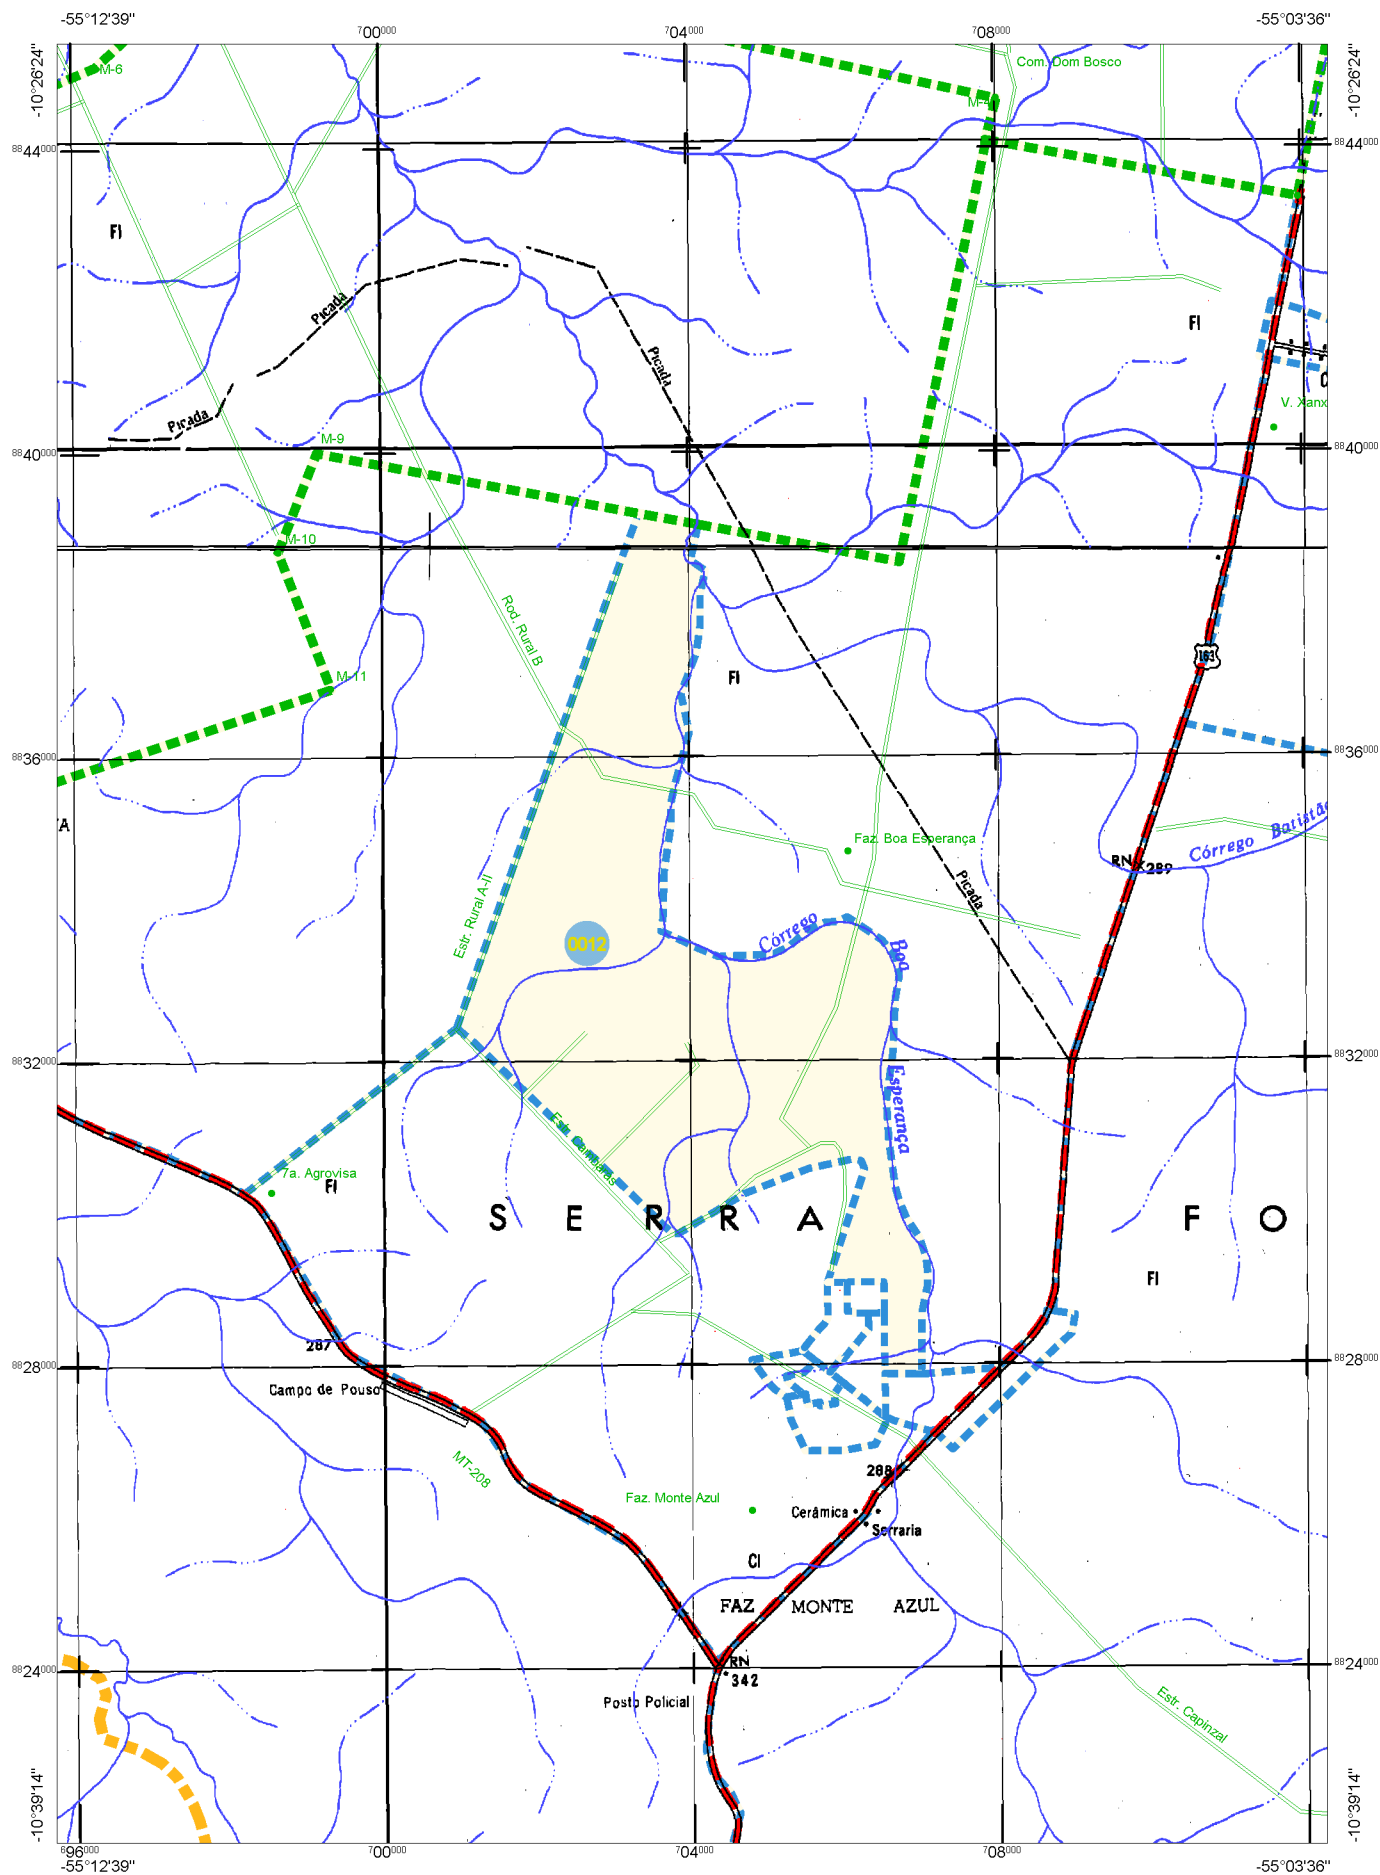 -55°12'39"
-55°03'36"
700000
704000
708000
-10°26'24"
-10°26'24"
M-6
Com. Dom Bosco
M-4
8844000
8844000
FI
Picada
FI
Picada
Picada
V. Xanx
M-9
8840000
8840000
M-10
Rod. Rural B
163
M-11
FI
8836000
8836000
Córrego Batistão
Faz. Boa Esperança
RN 289
Picada
Estr. Rural A-II
0012
Córrego Boa Esperança
8832000
8832000
Estr. Cambarás
7a. Agrovisa
FI
SERRA
FO
FI
287
8828000
8828000
Campo de Pouso
MT-208
288
Faz. Monte Azul
Cerâmica
Serraria
CI
FAZ MONTE AZUL
RN
342
8824000
8824000
Posto Policial
Estr. Capinzal
-10°39'14"
-10°39'14"
696000
700000
704000
708000
-55°12'39"
-55°03'36"